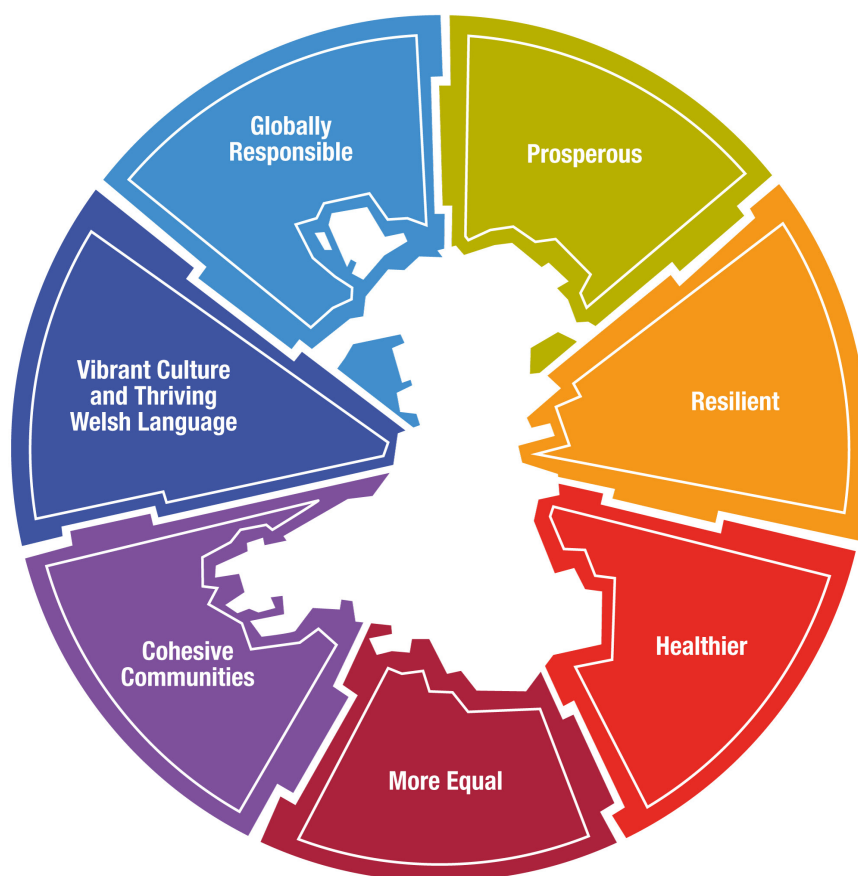 Globally
Responsible
Prosperous
Vibrant Culture
and Thriving
Welsh Language
Resilient
Cohesive
Communities
Healthier
More Equal